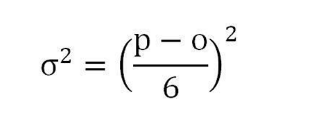 σ² = ((p − o)/6)²